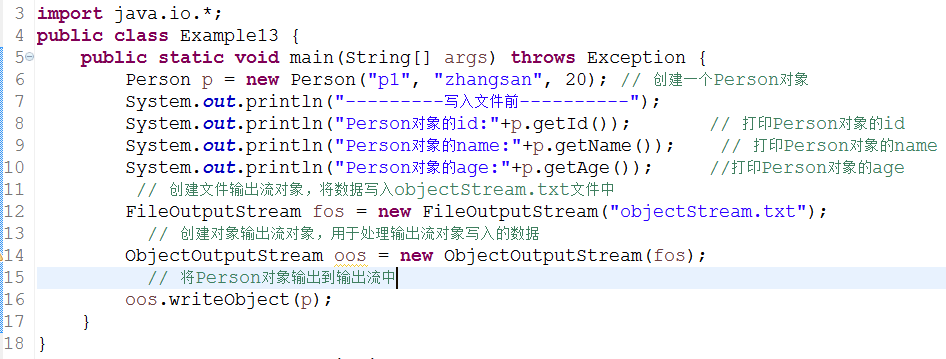 3 import java.io.*;
4 public class Example13 {
5 public static void main(String[] args) throws Exception {
6 Person p = new Person("p1", "zhangsan", 20); // 创建一个Person对象
7 System.out.println("---------写入文件前----------");
8 System.out.println("Person对象的id:"+p.getId()); // 打印Person对象的id
9 System.out.println("Person对象的name:"+p.getName()); // 打印Person对象的name
10 System.out.println("Person对象的age:"+p.getAge()); //打印Person对象的age
11 // 创建文件输出流对象，将数据写入objectStream.txt文件中
12 FileOutputStream fos = new FileOutputStream("objectStream.txt");
13 // 创建对象输出流对象，用于处理输出流对象写入的数据
14 ObjectOutputStream oos = new ObjectOutputStream(fos);
15 // 将Person对象输出到输出流中
16 oos.writeObject(p);
17 }
18 }